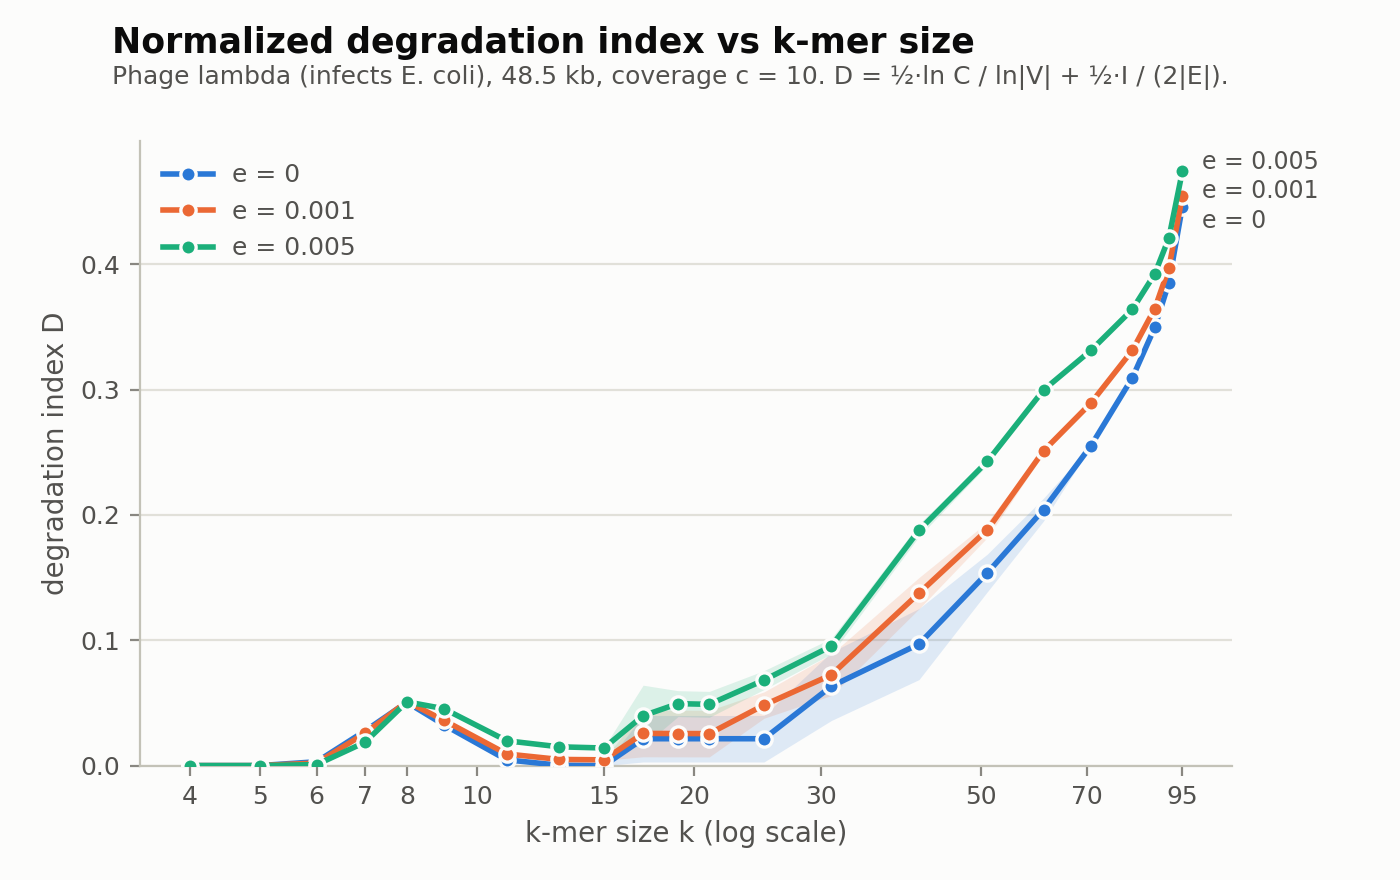 Normalized degradation index vs k-mer size
Phage lambda (infects E. coli), 48.5 kb, coverage c = 10. D = ½·ln C / ln|V| + ½·I / (2|E|).
e = 0
e = 0.001
e = 0.005
e = 0.005
e = 0.001
e = 0
degradation index D
0.4
0.3
0.2
0.1
0.0
4 5 6 7 8 10 15 20 30 50 70 95
k-mer size k (log scale)